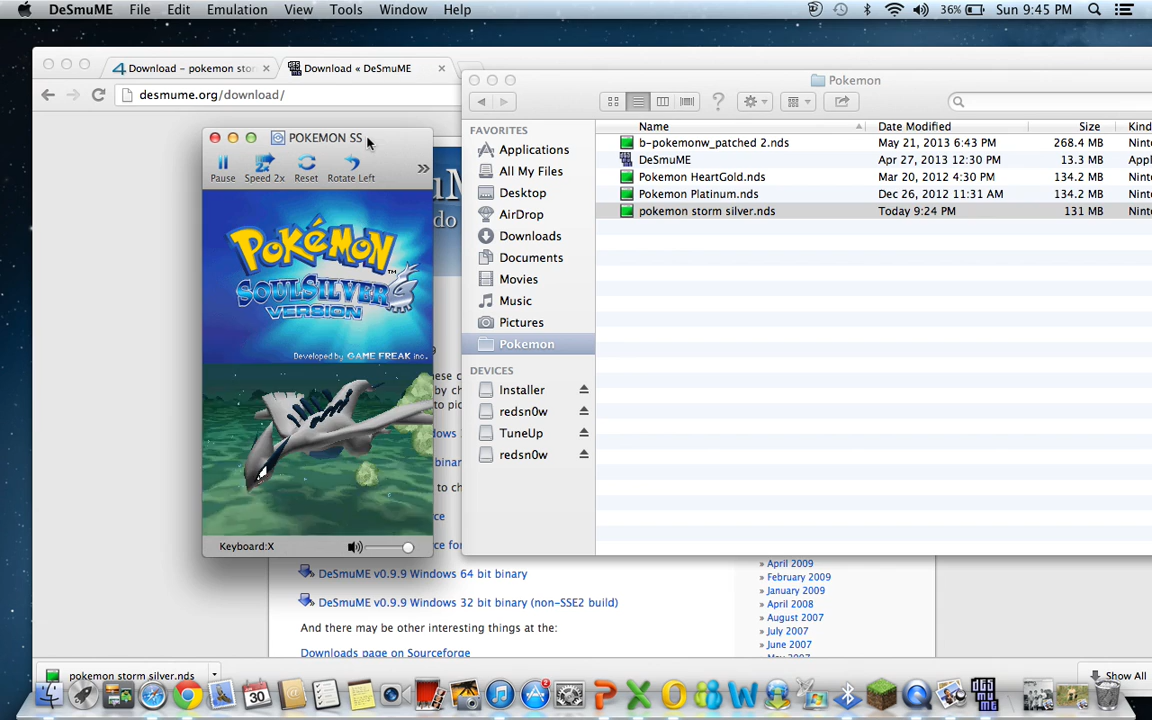 DeSmuME File Edit Emulation View Tools Window Help 36% Sun 9:45 PM
Download – pokemon stor Download « DeSmuME
desmume.org/download/
Pokemon
POKEMON SS
Pause Speed 2x Reset Rotate Left
POKéMON™
SOULSILVER
VERSION
Developed by GAME FREAK inc.
Keyboard:X
FAVORITES
Applications
All My Files
Desktop
AirDrop
Downloads
Documents
Movies
Music
Pictures
Pokemon
DEVICES
Installer
redsn0w
TuneUp
redsn0w
Name Date Modified Size Kind
b-pokemonw_patched 2.nds May 21, 2013 6:43 PM 268.4 MB Ninte
DeSmuME Apr 27, 2013 12:30 PM 13.3 MB Appl
Pokemon HeartGold.nds Mar 20, 2012 4:30 PM 134.2 MB Ninte
Pokemon Platinum.nds Dec 26, 2011 11:31 AM 134.2 MB Ninte
pokemon storm silver.nds Today 9:24 PM 131 MB Ninte
DeSmuME v0.9.9 Windows 64 bit binary
DeSmuME v0.9.9 Windows 32 bit binary (non-SSE2 build)
And there may be other interesting things at the:
Downloads page on Sourceforge
» April 2009
» February 2009
» January 2009
» April 2008
» August 2007
» July 2007
» June 2007
pokemon storm silver.nds
Show All